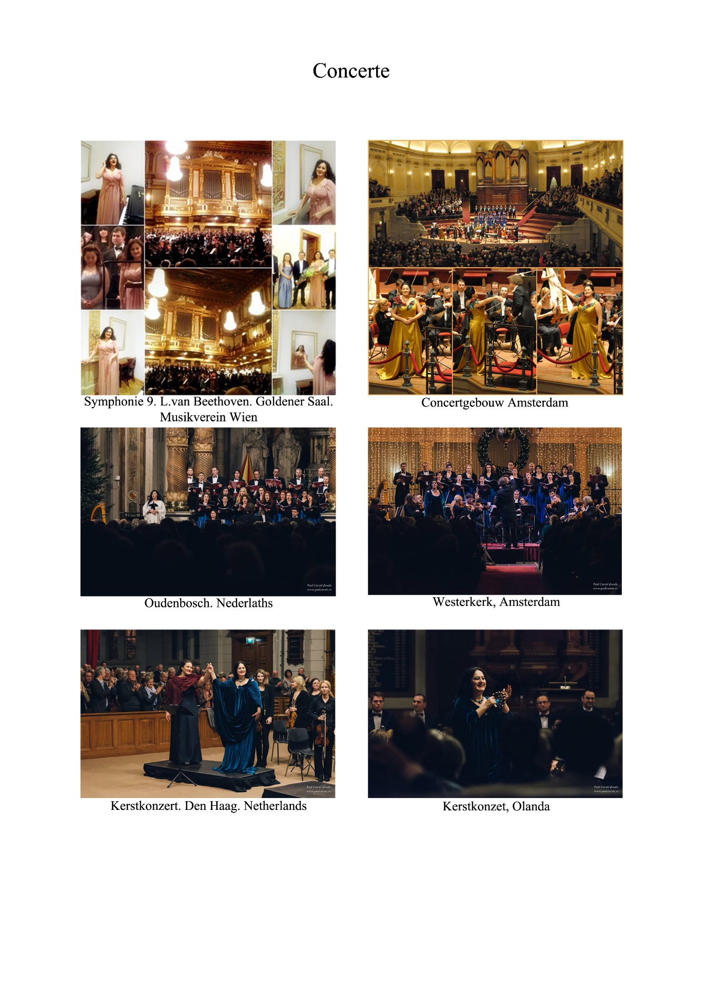 Concerte
Symphonie 9. L.van Beethoven. Goldener Saal.
Musikverein Wien
Concertgebouw Amsterdam
Paul Curuti Visuals
www.paulcuruti.ro
Paul Curuti Visuals
www.paulcuruti.ro
Oudenbosch. Nederlaths
Westerkerk, Amsterdam
Paul Curuti Visuals
www.paulcuruti.ro
Paul Curuti Visuals
www.paulcuruti.ro
Kerstkonzert. Den Haag. Netherlands
Kerstkonzet, Olanda